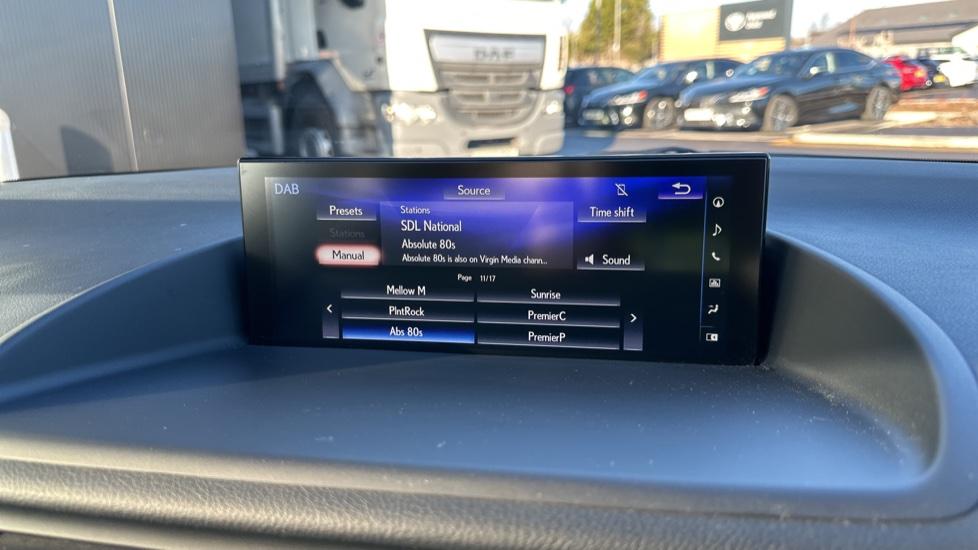 DAF
DAB
Source
Presets
Stations
Manual
Stations
SDL National
Absolute 80s
Absolute 80s is also on Virgin Media chann...
Time shift
Sound
Page 11/17
Mellow M
Sunrise
PlntRock
PremierC
Abs 80s
PremierP